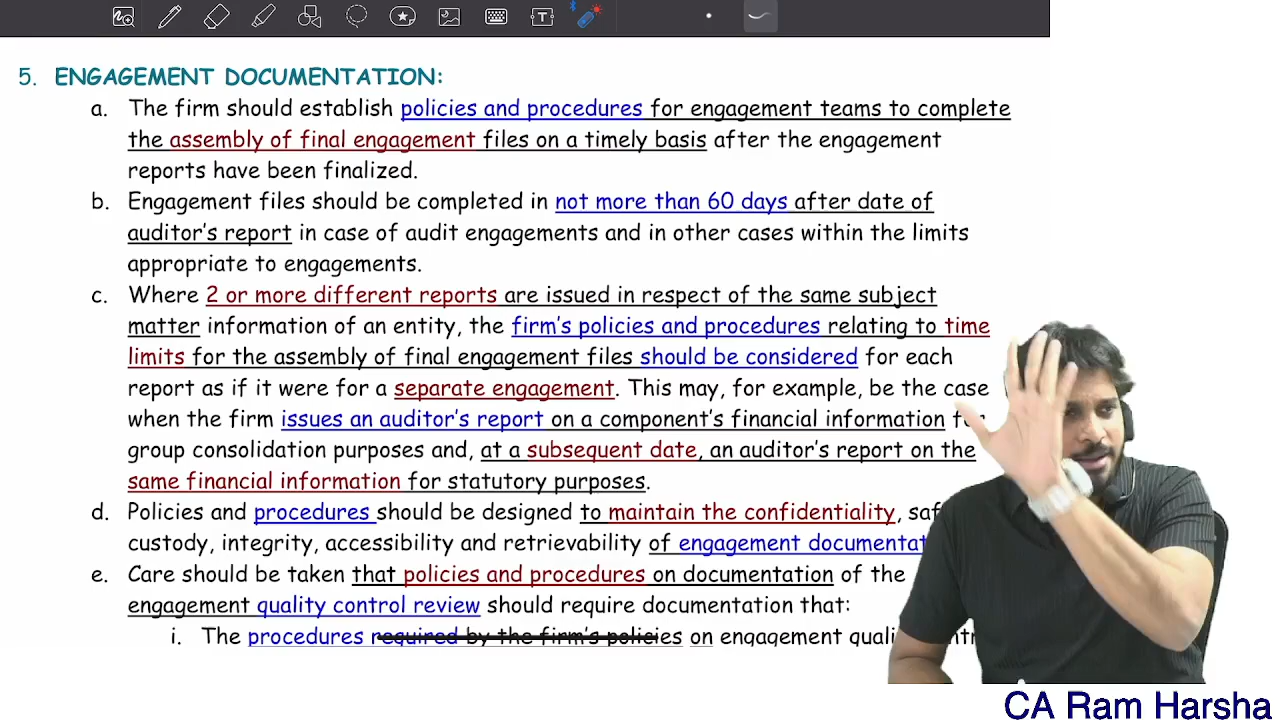 5. ENGAGEMENT DOCUMENTATION:
a. The firm should establish policies and procedures for engagement teams to complete
the assembly of final engagement files on a timely basis after the engagement
reports have been finalized.
b. Engagement files should be completed in not more than 60 days after date of
auditor's report in case of audit engagements and in other cases within the limits
appropriate to engagements.
c. Where 2 or more different reports are issued in respect of the same subject
matter information of an entity, the firm's policies and procedures relating to time
limits for the assembly of final engagement files should be considered for each
report as if it were for a separate engagement. This may, for example, be the case
when the firm issues an auditor's report on a component's financial information
group consolidation purposes and, at a subsequent date, an auditor's report on the
same financial information for statutory purposes.
d. Policies and procedures should be designed to maintain the confidentiality,
custody, integrity, accessibility and retrievability of engagement
e. Care should be taken that policies and procedures on documentation of the
engagement quality control review should require documentation that:
i. The procedures required by the firm's policies on engagement
CA Ram Harsha